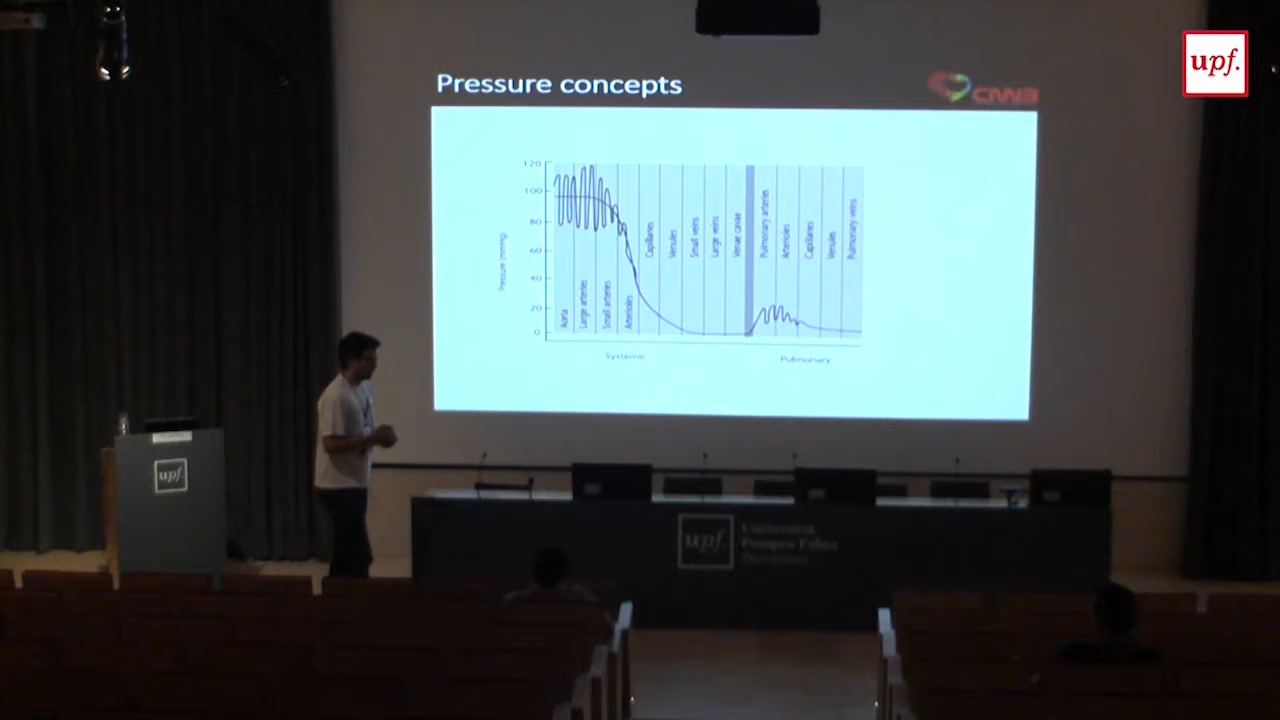 upf.
Pressure concepts
CMIB
120
100
80
60
40
20
0
Pressure (mmHg)
Aorta
Large arteries
Small arteries
Arterioles
Capillaries
Venules
Small veins
Large veins
Venae cavae
Pulmonary arteries
Arterioles
Capillaries
Venules
Pulmonary veins
Systemic
Pulmonary
upf.
upf.
Universitat
Pompeu Fabra
Barcelona